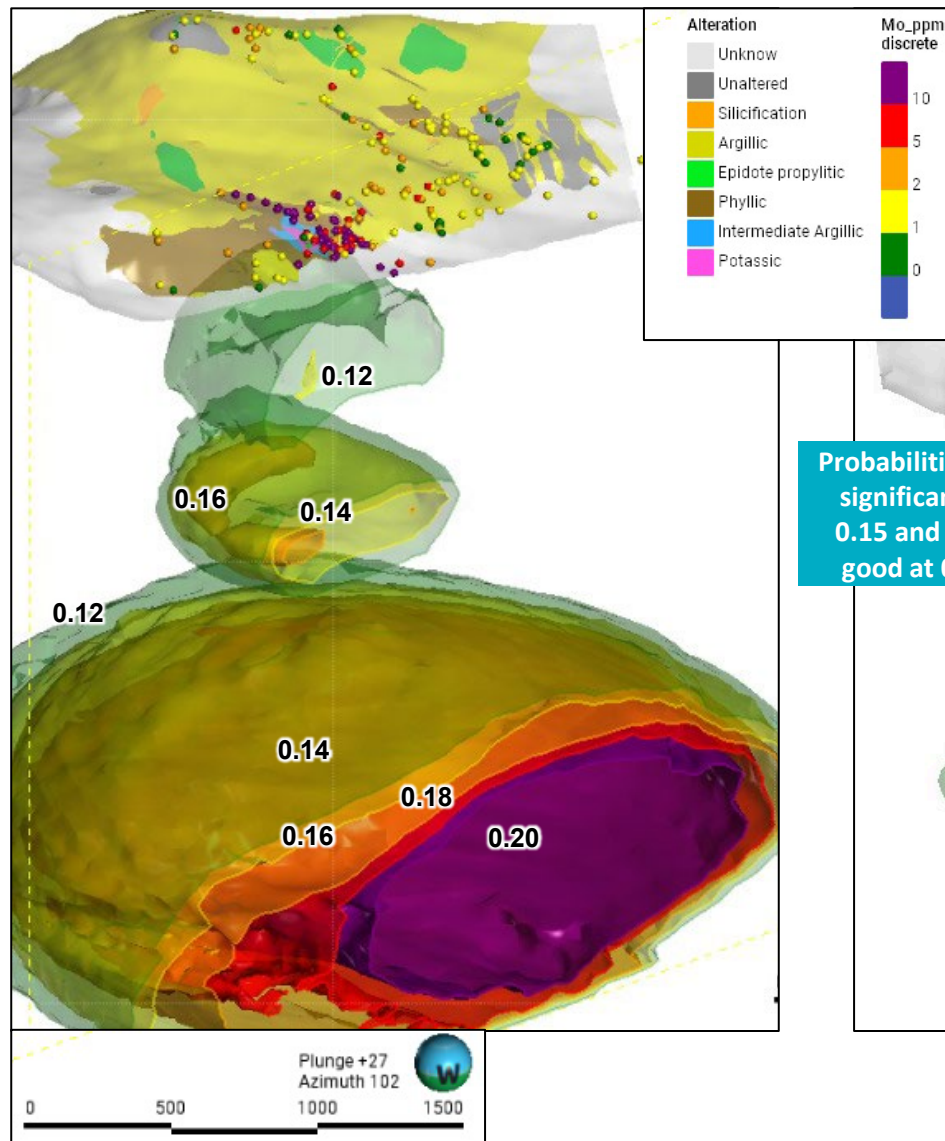 Alteration
Unknow
Unaltered
Silicification
Argillic
Epidote propylitic
Phyllic
Intermediate Argillic
Potassic
Mo_ppm
discrete
10
5
2
1
0
0.12
0.16
0.14
0.12
0.14
0.18
0.16
0.20
Probabiliti
significar
0.15 and
good at
Plunge +27
Azimuth 102
W
0 500 1000 1500